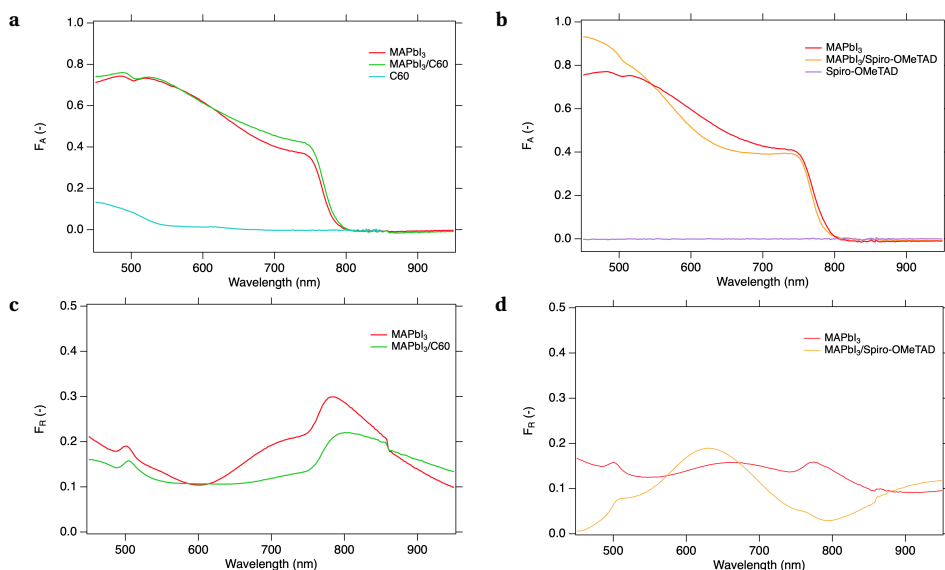 a
1.0
0.8
0.6
0.4
0.2
0.0
F_A (-)
500
600
700
800
900
Wavelength (nm)
MAPbI₃
MAPbI₃/C60
C60
b
1.0
0.8
0.6
0.4
0.2
0.0
F_A (-)
500
600
700
800
900
Wavelength (nm)
MAPbI₃
MAPbI₃/Spiro-OMeTAD
Spiro-OMeTAD
c
0.5
0.4
0.3
0.2
0.1
0.0
F_R (-)
500
600
700
800
900
Wavelength (nm)
MAPbI₃
MAPbI₃/C60
d
0.5
0.4
0.3
0.2
0.1
0.0
F_R (-)
500
600
700
800
900
Wavelength (nm)
MAPbI₃
MAPbI₃/Spiro-OMeTAD